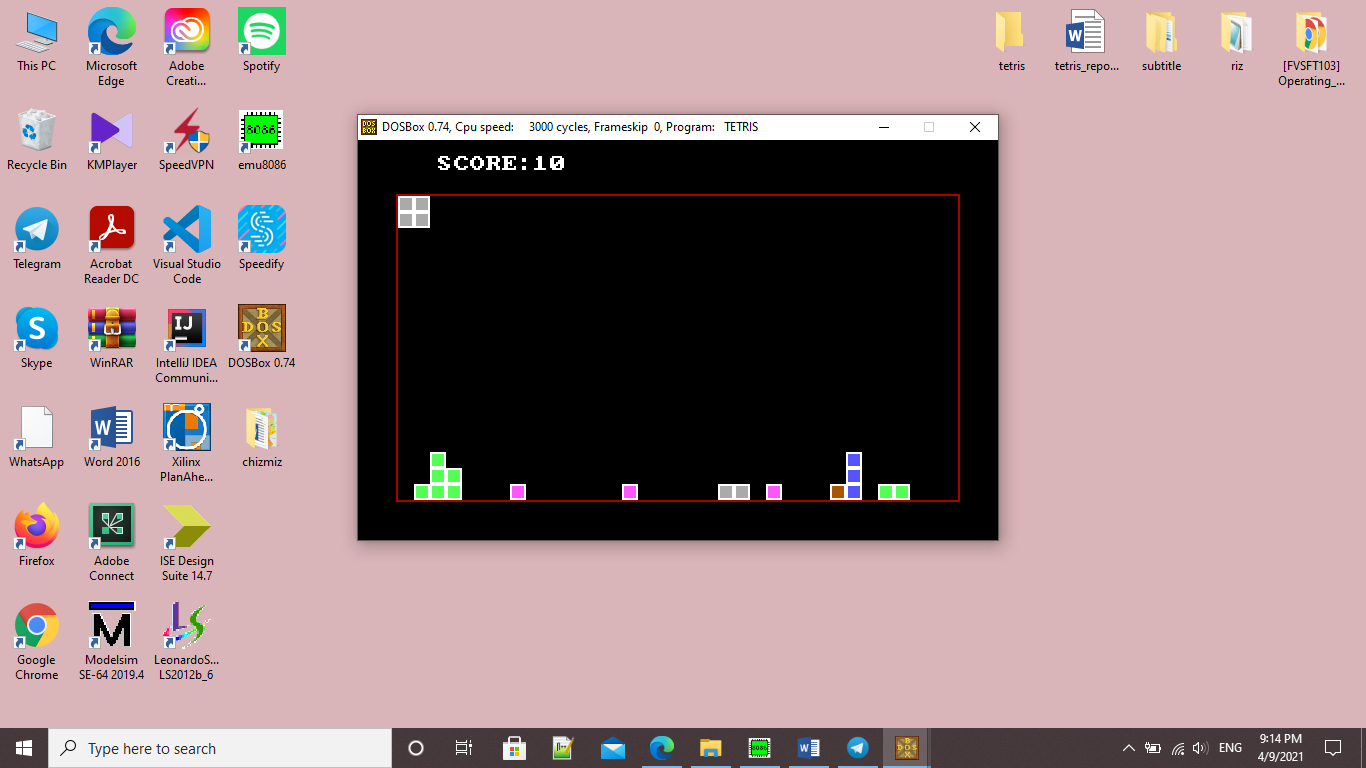 This PC
Microsoft
Edge
Adobe
Creati...
Spotify
tetris
tetris_repo...
subtitle
riz
[FVSFT103]
Operating_...
DOS
BOX
DOSBox 0.74, Cpu speed: 3000 cycles, Frameskip 0, Program: TETRIS
SCORE:10
Recycle Bin
KMPlayer
SpeedVPN
8086
emu8086
Telegram
Acrobat
Reader DC
Visual Studio
Code
Speedify
Skype
WinRAR
IJ
IntelliJ IDEA
Communi...
B
DOS
X
DOSBox 0.74
WhatsApp
Word 2016
Xilinx
PlanAhe...
chizmiz
Firefox
Adobe
Connect
ISE Design
Suite 14.7
Google
Chrome
M
Modelsim
SE-64 2019.4
LS
LeonardoS...
LS2012b_6
Type here to search
8086
ENG
9:14 PM
4/9/2021